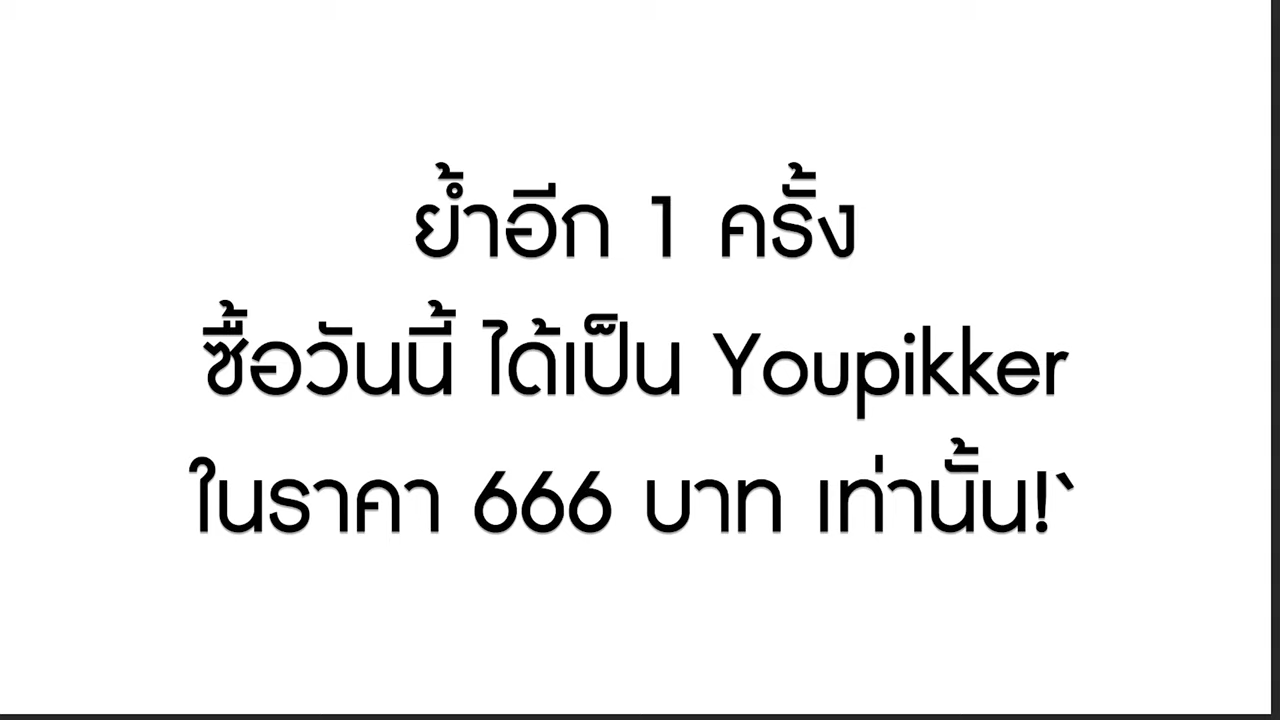 ย้ำอีก 1 ครั้ง
ซื้อวันนี้ ได้เป็น Youpikker
ในราคา 666 บาท เท่านั้น!`